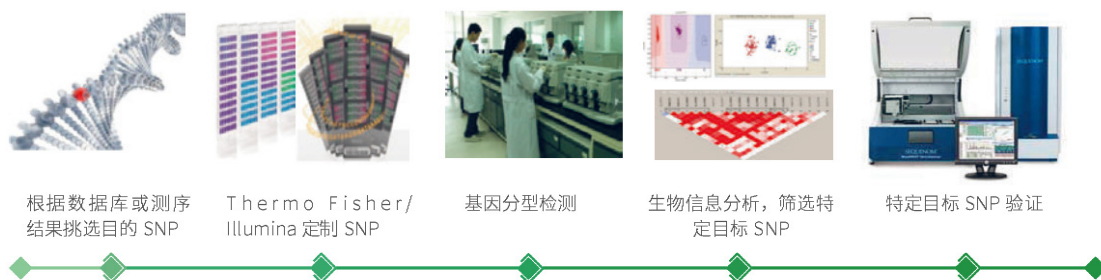 SEQUENOM
根据数据库或测序
结果挑选目的 SNP
Thermo Fisher/
Illumina 定制 SNP
基因分型检测
生物信息分析，筛选特
定目标 SNP
特定目标 SNP 验证